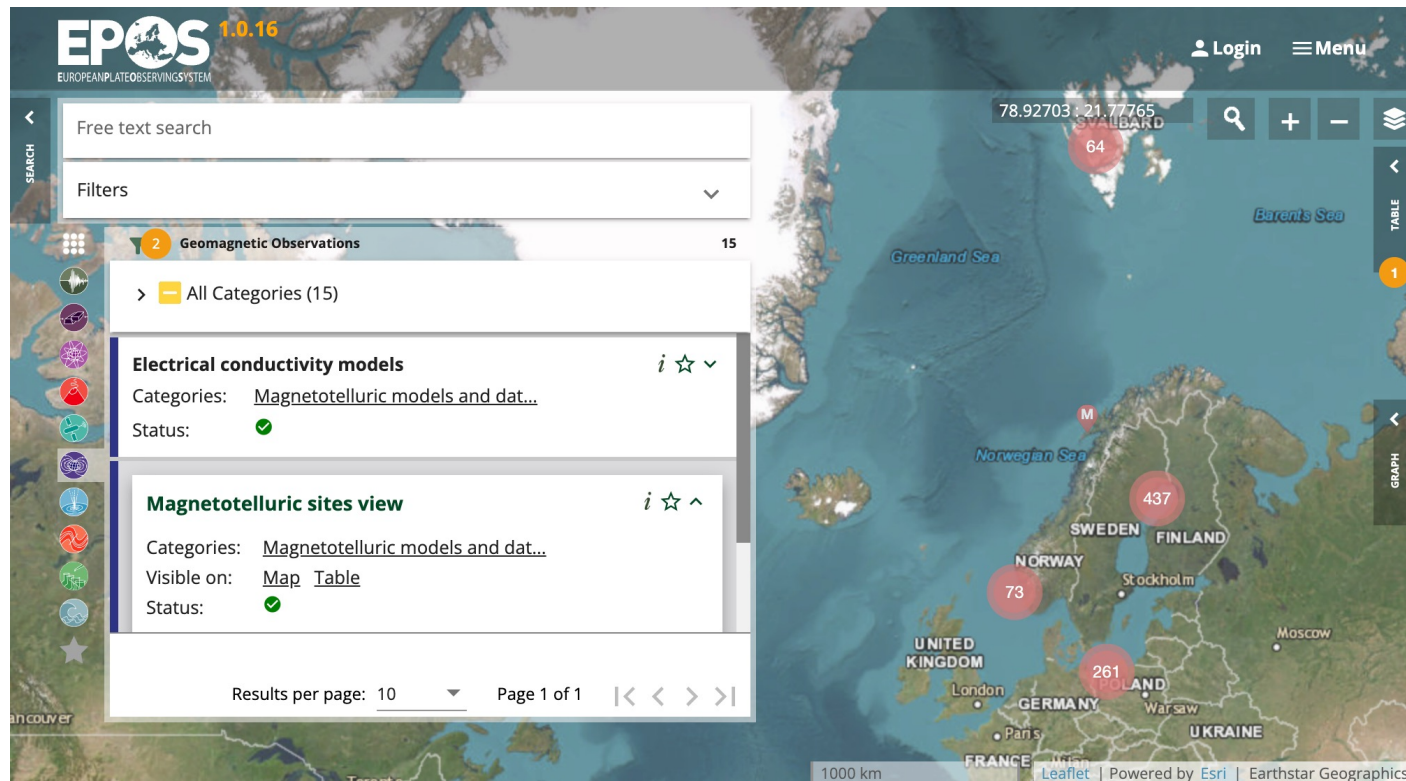 EPOS 1.0.16
EUROPEANPLATEOBSERVINGSYSTEM
Login
Menu
SEARCH
Free text search
Filters
2 Geomagnetic Observations 15
All Categories (15)
Electrical conductivity models
Categories: Magnetotelluric models and dat...
Status:
Magnetotelluric sites view
Categories: Magnetotelluric models and dat...
Visible on: Map Table
Status:
Results per page: 10 Page 1 of 1
78.92703 : 21.77765
SVALBARD
64
+ −
TABLE
1
GRAPH
Barents Sea
Greenland Sea
M
Norwegian Sea
437
SWEDEN
FINLAND
NORWAY
Stockholm
73
Moscow
UNITED
KINGDOM
261
POLAND
London
GERMANY
Warsaw
Paris
UKRAINE
FRANCE
Milan
ancouver
Toronto
1000 km
Leaflet | Powered by Esri | Earthstar Geographics